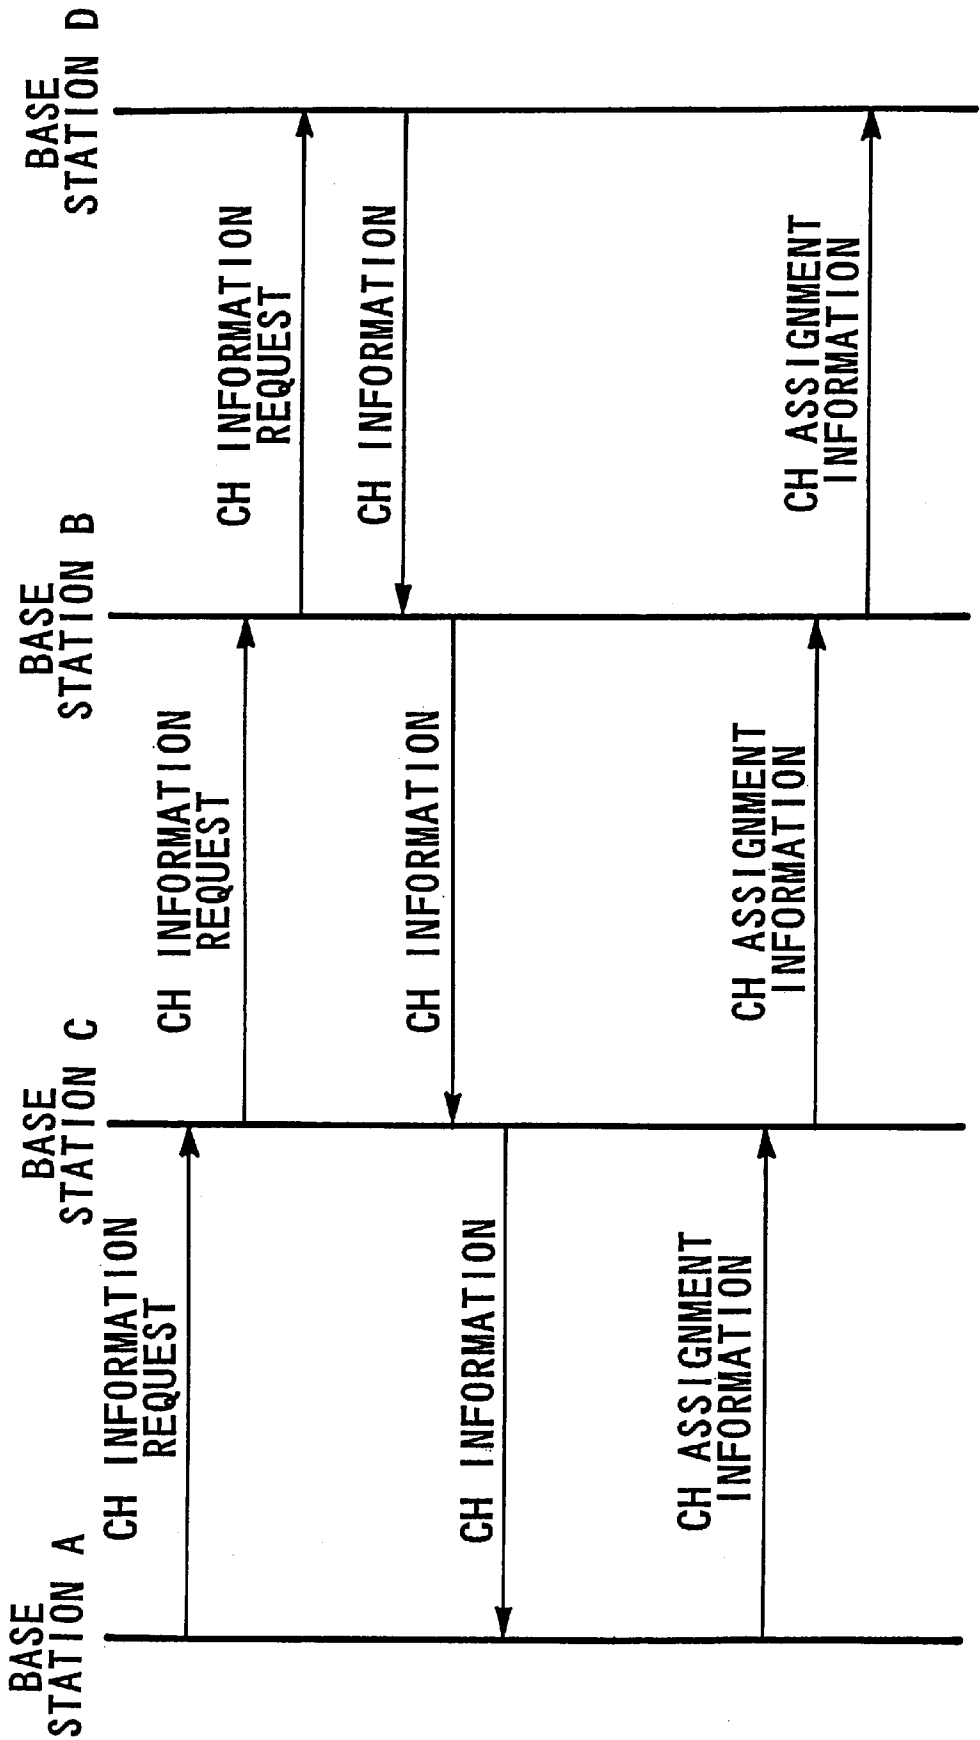 BASE
STATION A
BASE
STATION C
BASE
STATION B
BASE
STATION D
CH INFORMATION
REQUEST
CH INFORMATION
REQUEST
CH INFORMATION
REQUEST
CH INFORMATION
CH INFORMATION
CH INFORMATION
CH ASSIGNMENT
INFORMATION
CH ASSIGNMENT
INFORMATION
CH ASSIGNMENT
INFORMATION